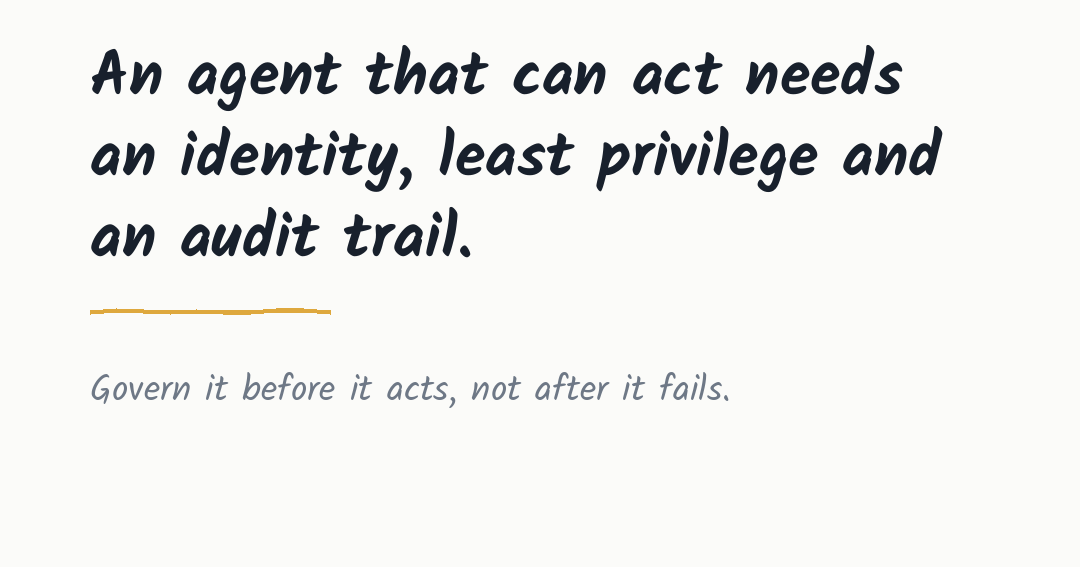 An agent that can act needs
an identity, least privilege and
an audit trail.
Govern it before it acts, not after it fails.